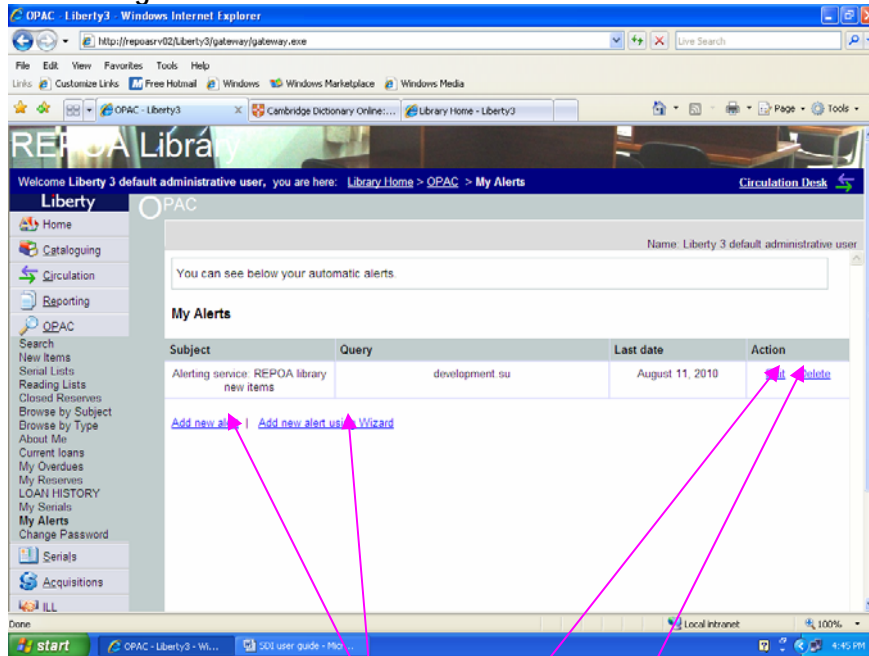 OPAC - Liberty3 - Windows Internet Explorer
http://repoasrv02/Liberty3/gateway/gateway.exe
Live Search
File Edit View Favorites Tools Help
Links Customize Links Free Hotmail Windows Windows Marketplace Windows Media
OPAC - Liberty3 Cambridge Dictionary Online:... Library Home - Liberty3 Page Tools
Library
Welcome Liberty 3 default administrative user, you are here: Library Home > OPAC > My Alerts Circulation Desk
Liberty
OPAC
Home
Name: Liberty 3 default administrative user
Cataloguing
You can see below your automatic alerts.
Circulation
Reporting
My Alerts
OPAC
Search
New Items
Serial Lists
Reading Lists
Closed Reserves
Browse by Subject
Browse by Type
About Me
Current loans
My Overdues
My Reserves
LOAN HISTORY
My Serials
My Alerts
Change Password
Subject Query Last date Action
Alerting service: REPOA library development.su August 11, 2010 Edit Delete
new items
Add new alert | Add new alert using Wizard
Serials
Acquisitions
ILL
Done Local intranet 100%
start OPAC - Liberty3 - Wi... SDI user guide - Micr... 4:45 PM